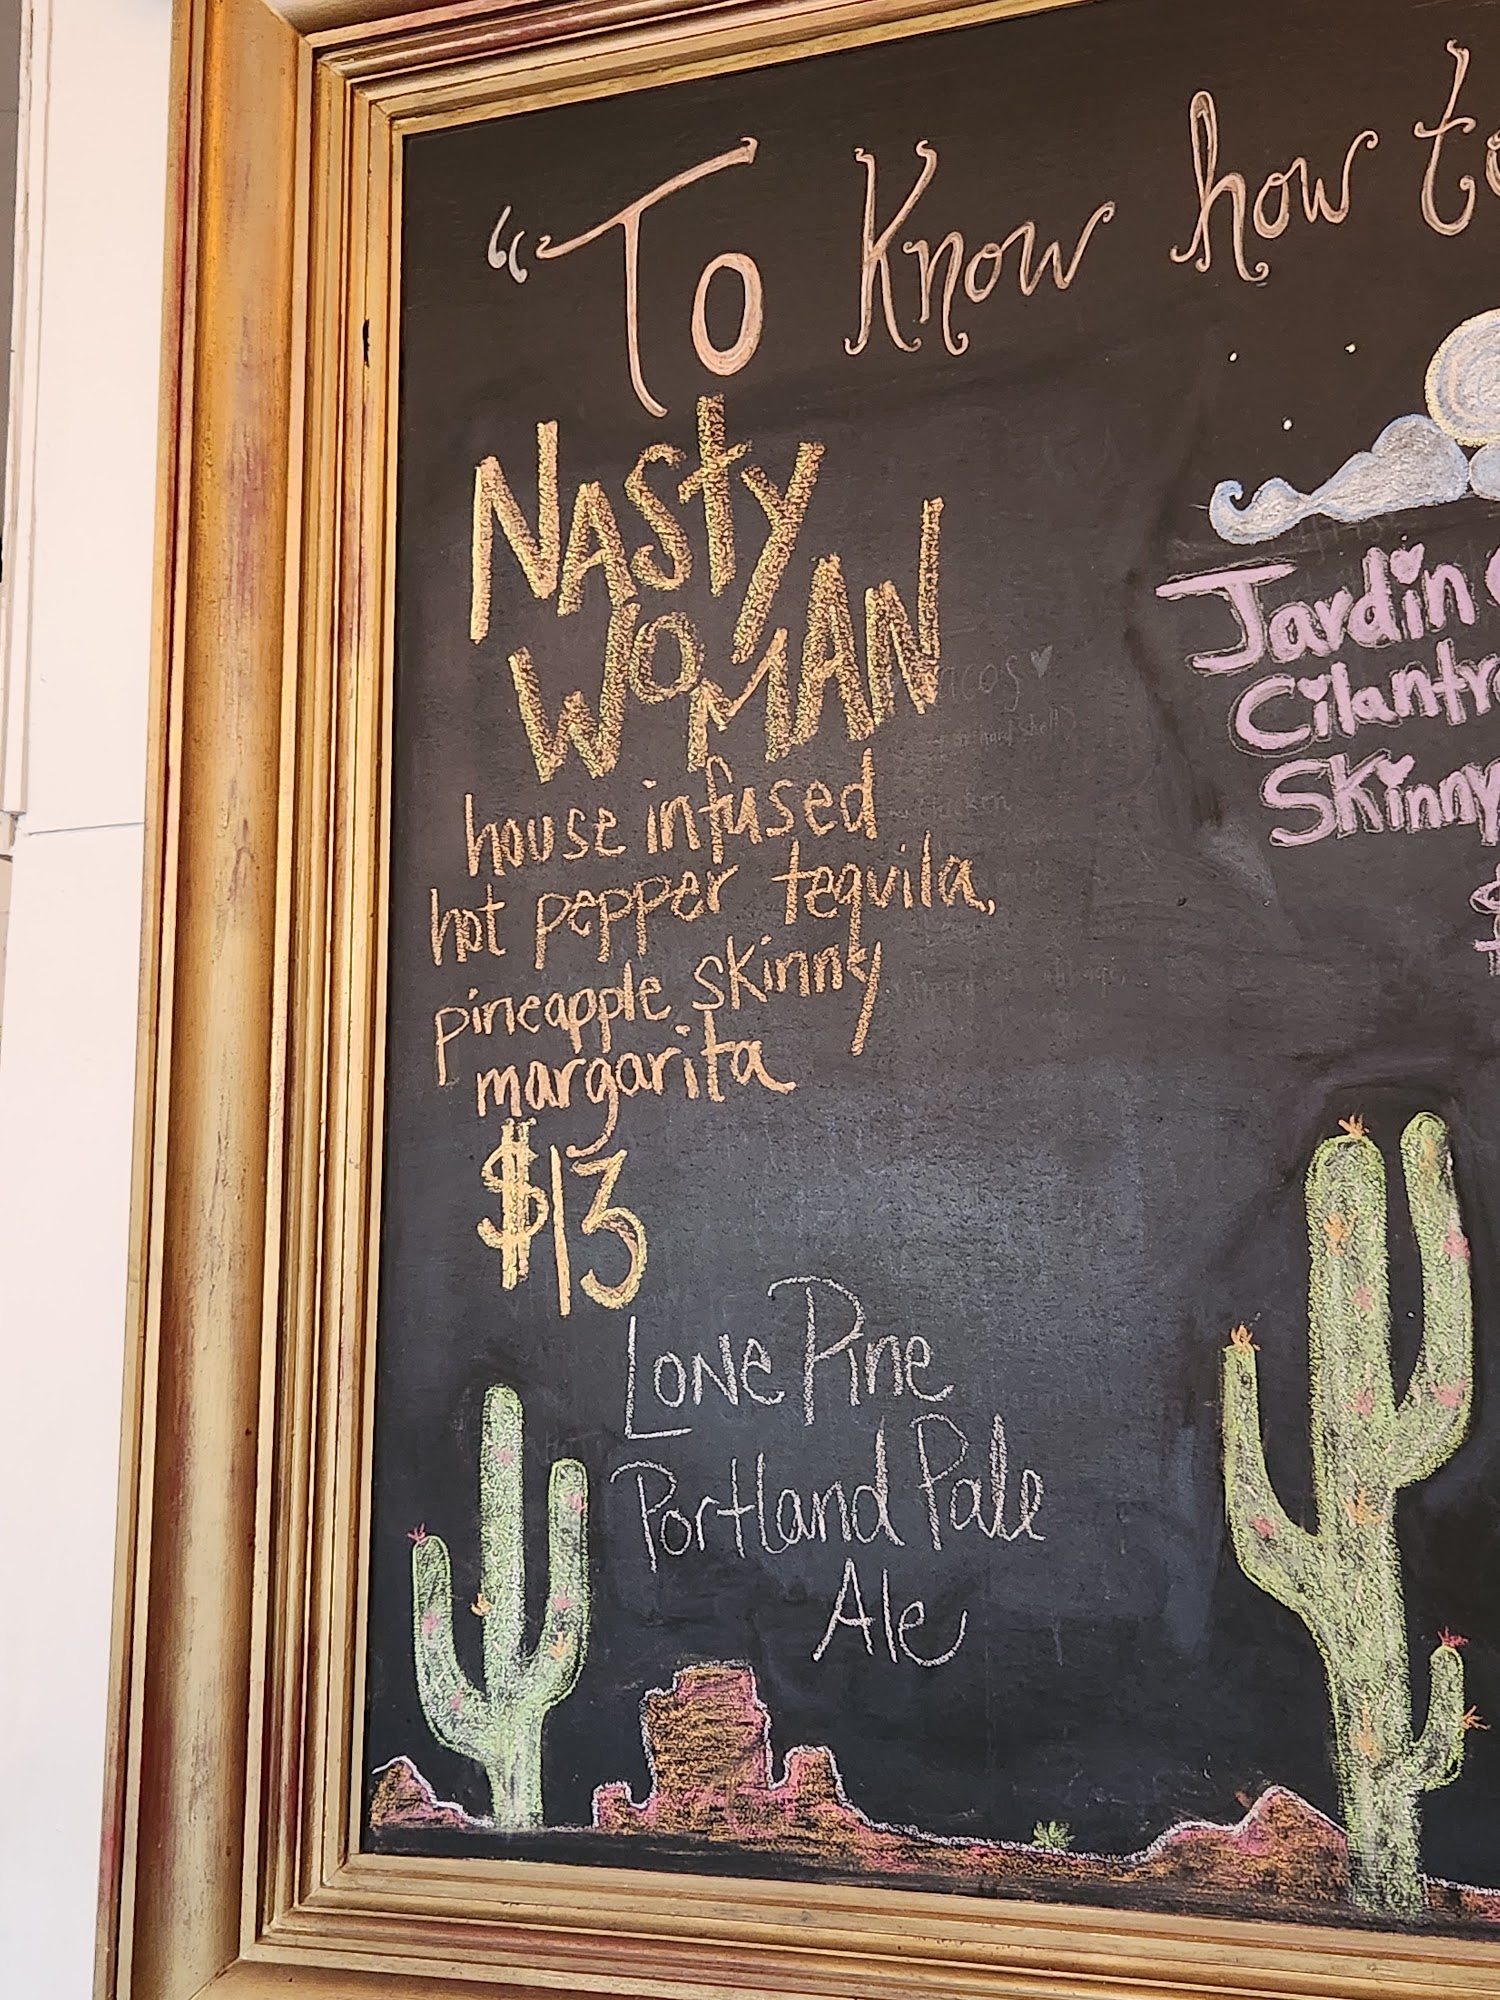 "To Know how to
NAsty
WOMAN
house infused
hot pepper tequila,
pineapple skinny
margarita
$13
Lone Pine
Portland Pale
Ale
Jardin
Cilantro
Skinny